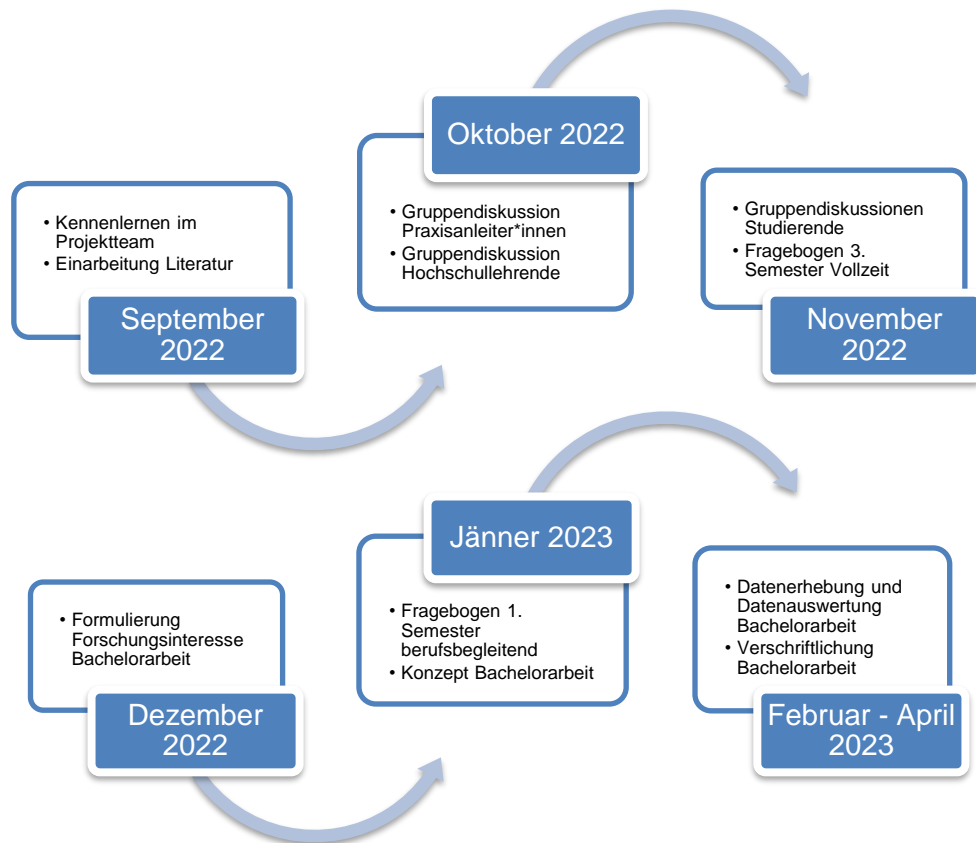 • Kennenlernen im
Projektteam
• Einarbeitung Literatur
September
2022
Oktober 2022
• Gruppendiskussion
Praxisanleiter*innen
• Gruppendiskussion
Hochschullehrende
• Gruppendiskussionen
Studierende
• Fragebogen 3.
Semester Vollzeit
November
2022
• Formulierung
Forschungsinteresse
Bachelorarbeit
Dezember
2022
Jänner 2023
• Fragebogen 1.
Semester
berufsbegleitend
• Konzept Bachelorarbeit
• Datenerhebung und
Datenauswertung
Bachelorarbeit
• Verschriftlichung
Bachelorarbeit
Februar - April
2023